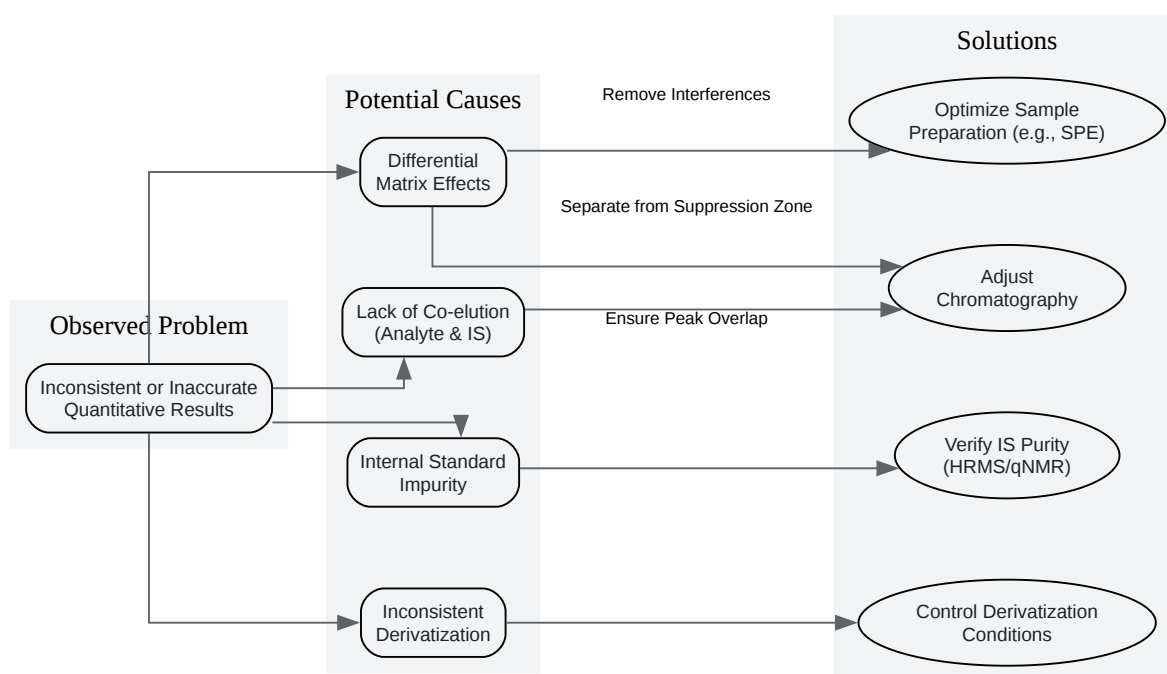 Solutions
Potential Causes
Remove Interferences
Optimize Sample
Preparation (e.g., SPE)
Differential
Matrix Effects
Separate from Suppression Zone
Adjust
Chromatography
Lack of Co-elution
(Analyte & IS)
Ensure Peak Overlap
Observed Problem
Inconsistent or Inaccurate
Quantitative Results
Internal Standard
Impurity
Verify IS Purity
(HRMS/qNMR)
Inconsistent
Derivatization
Control Derivatization
Conditions